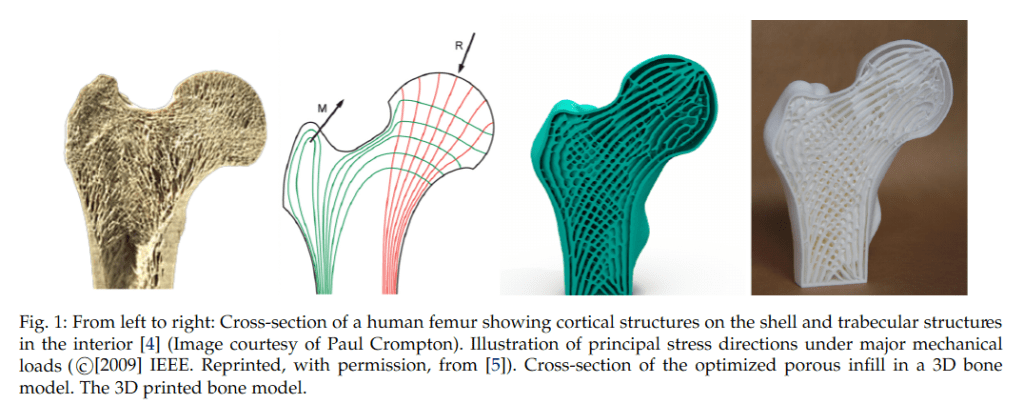 R
M
Fig. 1: From left to right: Cross-section of a human femur showing cortical structures on the shell and trabecular structures
in the interior [4] (Image courtesy of Paul Crompton). Illustration of principal stress directions under major mechanical
loads (©[2009] IEEE. Reprinted, with permission, from [5]). Cross-section of the optimized porous infill in a 3D bone
model. The 3D printed bone model.